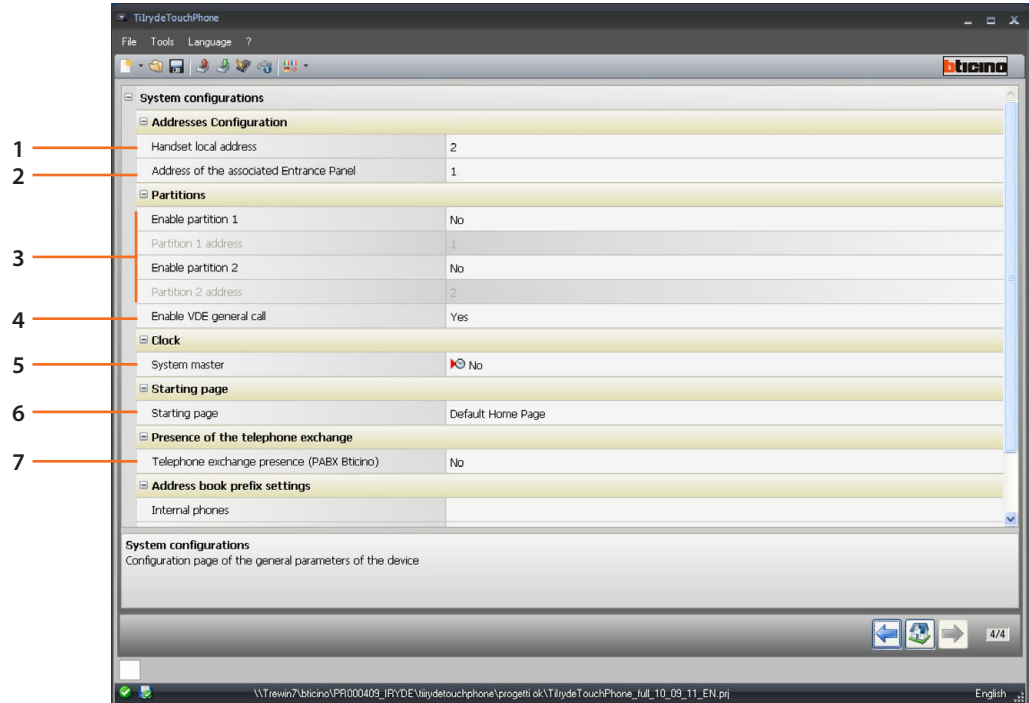 TiIrydeTouchPhone
File Tools Language ?
bticino
System configurations
Addresses Configuration
1 Handset local address 2
2 Address of the associated Entrance Panel 1
Partitions
Enable partition 1 No
Partition 1 address 1
3
Enable partition 2 No
Partition 2 address 2
4 Enable VDE general call Yes
Clock
5 System master No
Starting page
6 Starting page Default Home Page
Presence of the telephone exchange
7 Telephone exchange presence (PABX Bticino) No
Address book prefix settings
Internal phones
System configurations
Configuration page of the general parameters of the device
4/4
\\Trewin7\bticino\PR000409_IRYDE\tiirydetouchphone\progetti ok\TiIrydeTouchPhone_full_10_09_11_EN.prj English